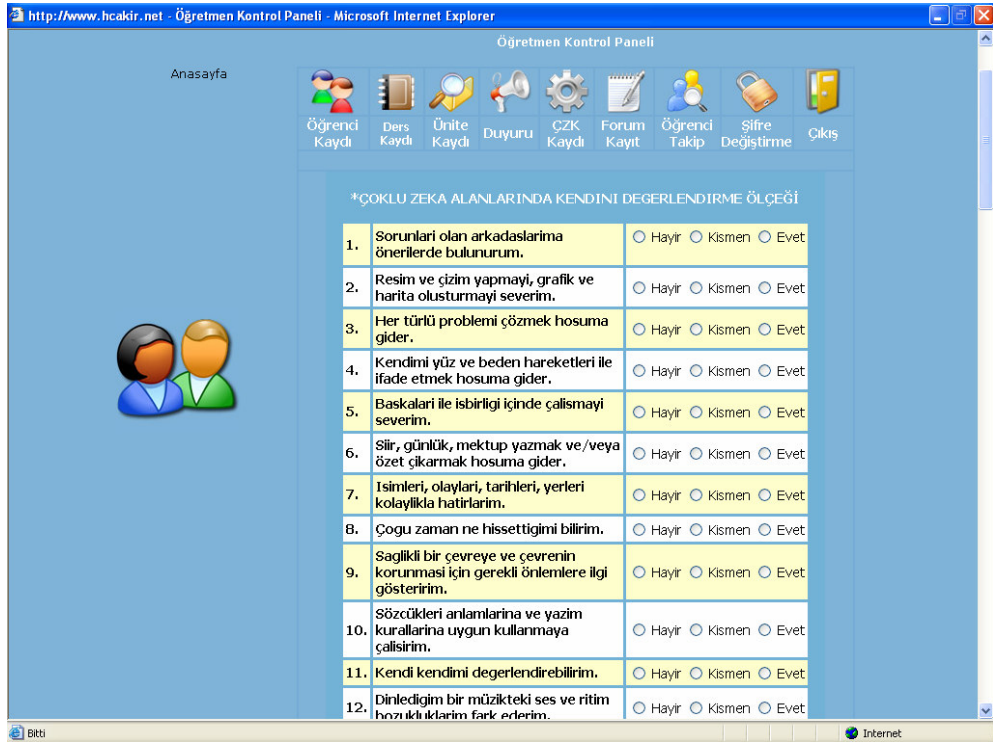 http://www.hcakir.net - Öğretmen Kontrol Paneli - Microsoft Internet Explorer
Öğretmen Kontrol Paneli
Anasayfa
Öğrenci Kaydı
Ders Kaydı
Ünite Kaydı
Duyuru
ÇZK Kaydı
Forum Kayıt
Öğrenci Takip
Şifre Değiştirme
Çıkış
*ÇOKLU ZEKA ALANLARINDA KENDINI DEGERLENDIRME ÖLÇEĞİ
1. Sorunlari olan arkadaslarima
önerilerde bulunurum.
Hayir Kismen Evet
2. Resim ve çizim yapmayi, grafik ve
harita olusturmayi severim.
Hayir Kismen Evet
3. Her türlü problemi çözmek hosuma
gider.
Hayir Kismen Evet
4. Kendimi yüz ve beden hareketleri ile
ifade etmek hosuma gider.
Hayir Kismen Evet
5. Baskalari ile isbirligi içinde çalismayi
severim.
Hayir Kismen Evet
6. Siir, günlük, mektup yazmak ve/veya
özet çikarmak hosuma gider.
Hayir Kismen Evet
7. Isimleri, olaylari, tarihleri, yerleri
kolaylikla hatirlarim.
Hayir Kismen Evet
8. Çogu zaman ne hissettigimi bilirim.
Hayir Kismen Evet
9. Saglikli bir çevreye ve çevrenin
korunmasi için gerekli önlemlere ilgi
gösteririm.
Hayir Kismen Evet
10. Sözcükleri anlamlarina ve yazim
kurallarina uygun kullanmaya
çalisirim.
Hayir Kismen Evet
11. Kendi kendimi degerlendirebilirim.
Hayir Kismen Evet
12. Dinledigim bir müzikteki ses ve ritim
bozukluklarim fark ederim.
Hayir Kismen Evet
Bitti
Internet